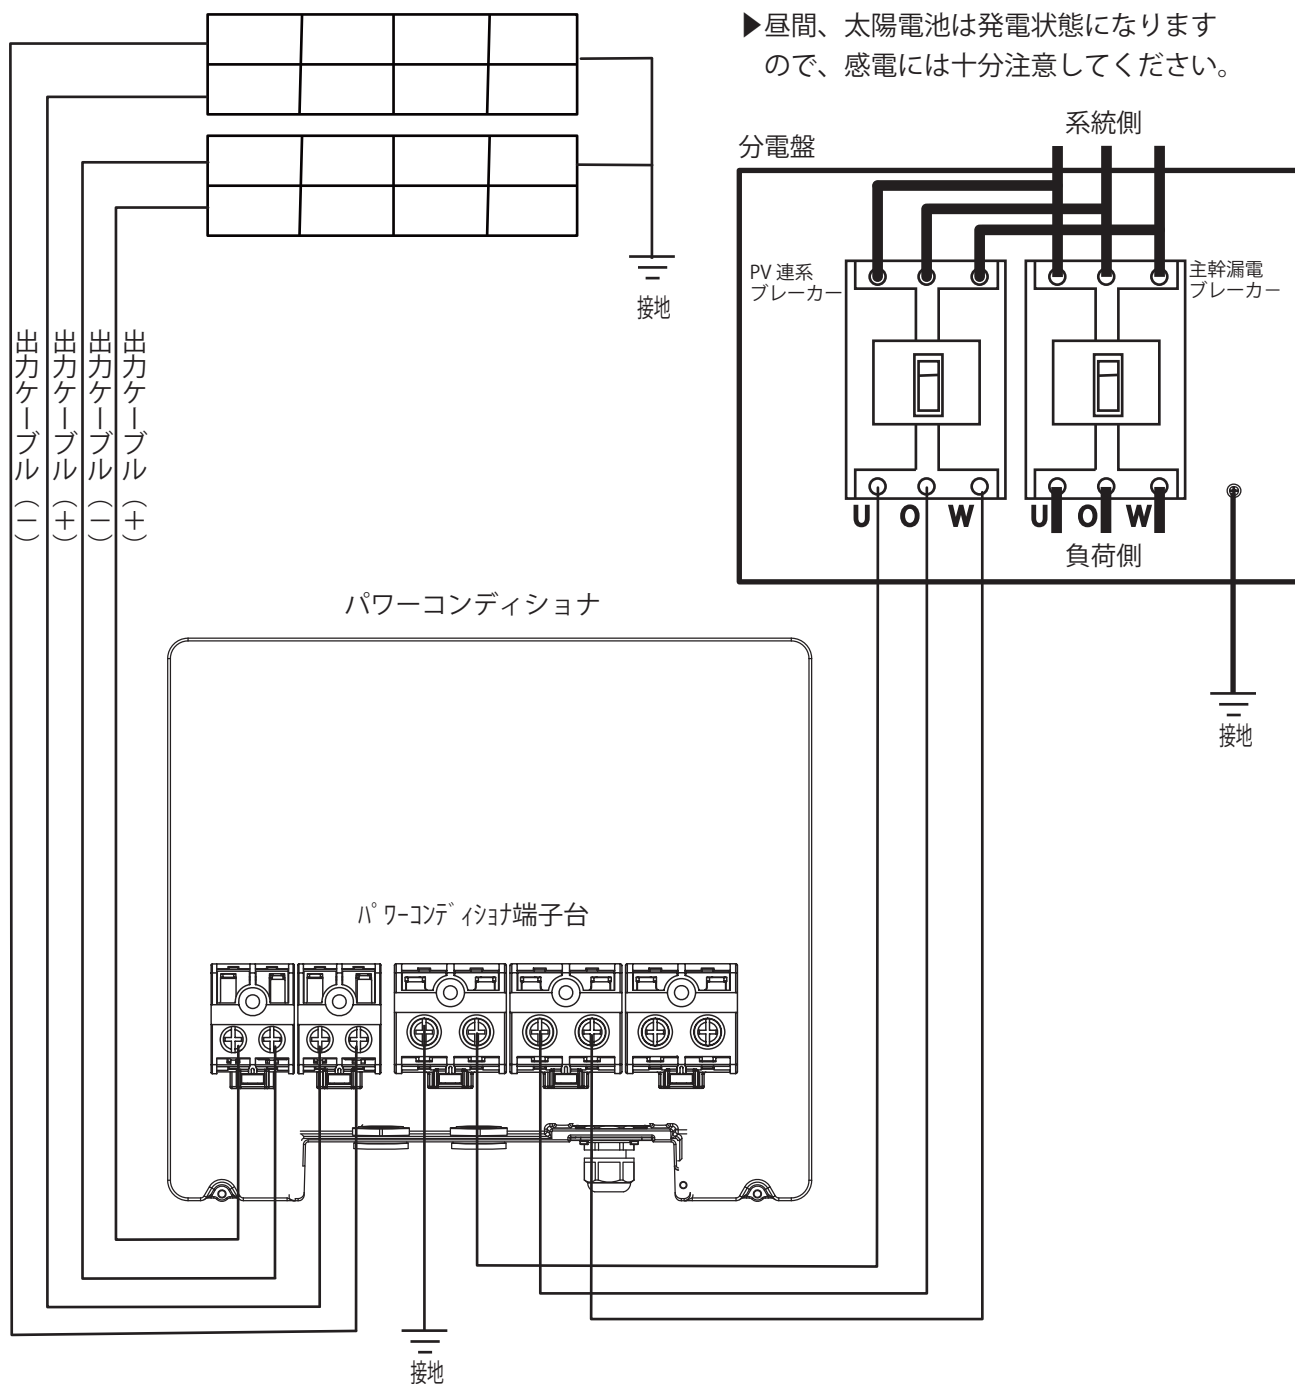 ▶昼間、太陽電池は発電状態になります
ので、感電には十分注意してください。
系統側
分電盤
PV 連系
ブレーカー
主幹漏電
ブレーカー
接地
出力ケーブル（−）
出力ケーブル（＋）
出力ケーブル（−）
出力ケーブル（＋）
U O W
U O W
負荷側
パワーコンディショナ
接地
ﾊﾟﾜｰｺﾝﾃﾞｨｼｮﾅ端子台
接地